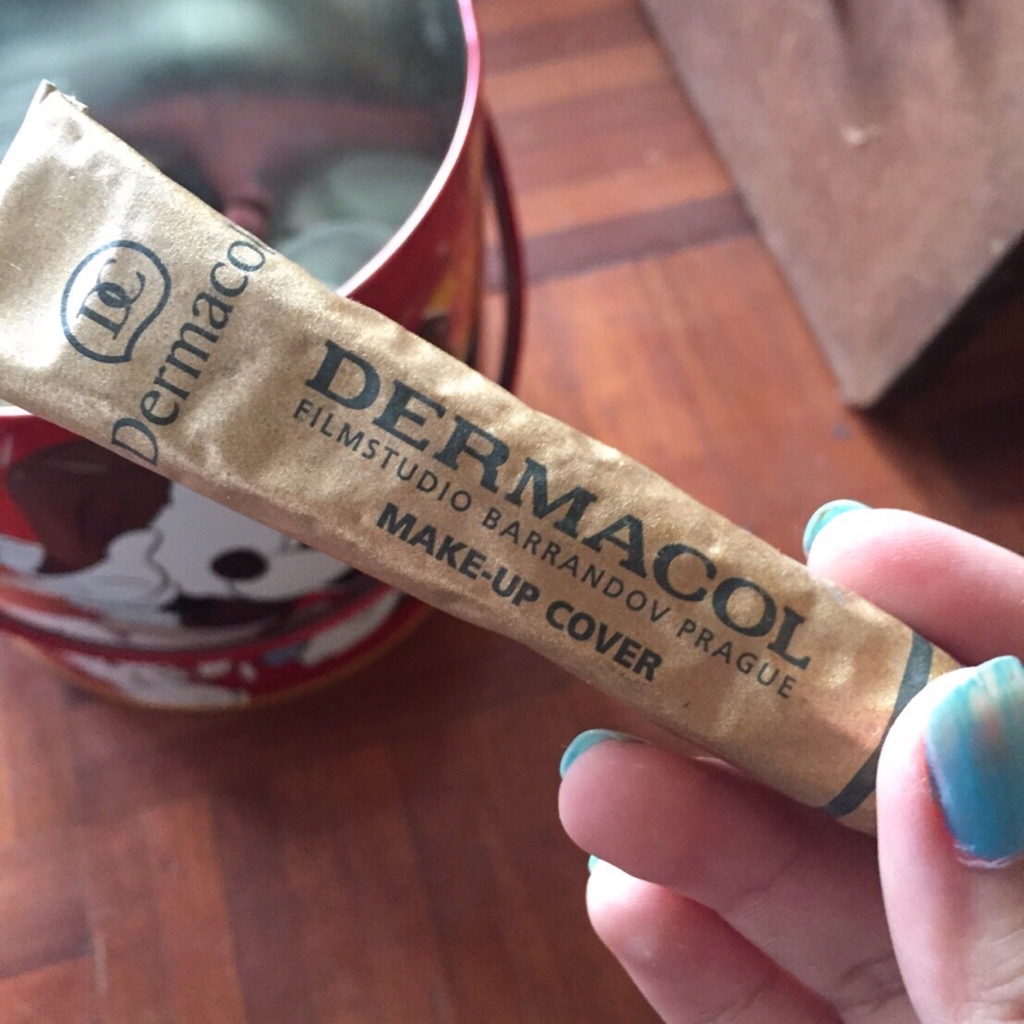 DC
Dermacol
DERMACOL
FILMSTUDIO BARRANDOV PRAGUE
MAKE-UP COVER